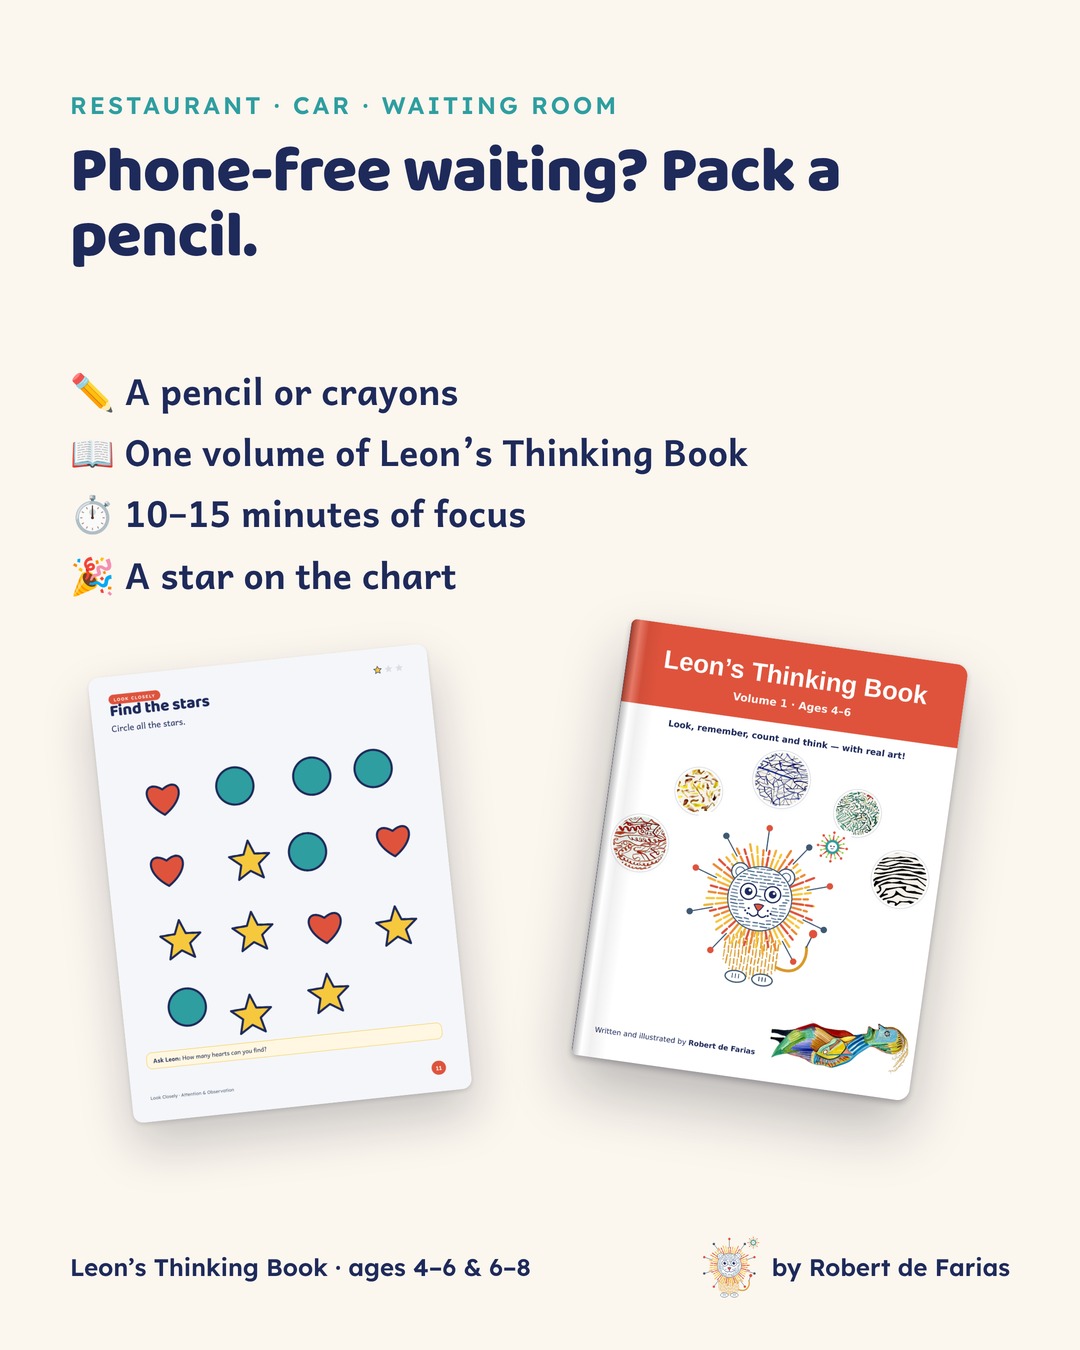 RESTAURANT · CAR · WAITING ROOM
Phone-free waiting? Pack a
pencil.
✏️ A pencil or crayons
📖 One volume of Leon’s Thinking Book
⏱️ 10–15 minutes of focus
🎉 A star on the chart
LOOK CLOSELY
Find the stars
Circle all the stars.
Ask Leon: How many hearts can you find?
11
Look Closely · Attention & Observation
Leon’s Thinking Book
Volume 1 · Ages 4–6
Look, remember, count and think — with real art!
Written and illustrated by Robert de Farias
Leon’s Thinking Book · ages 4–6 & 6–8
by Robert de Farias